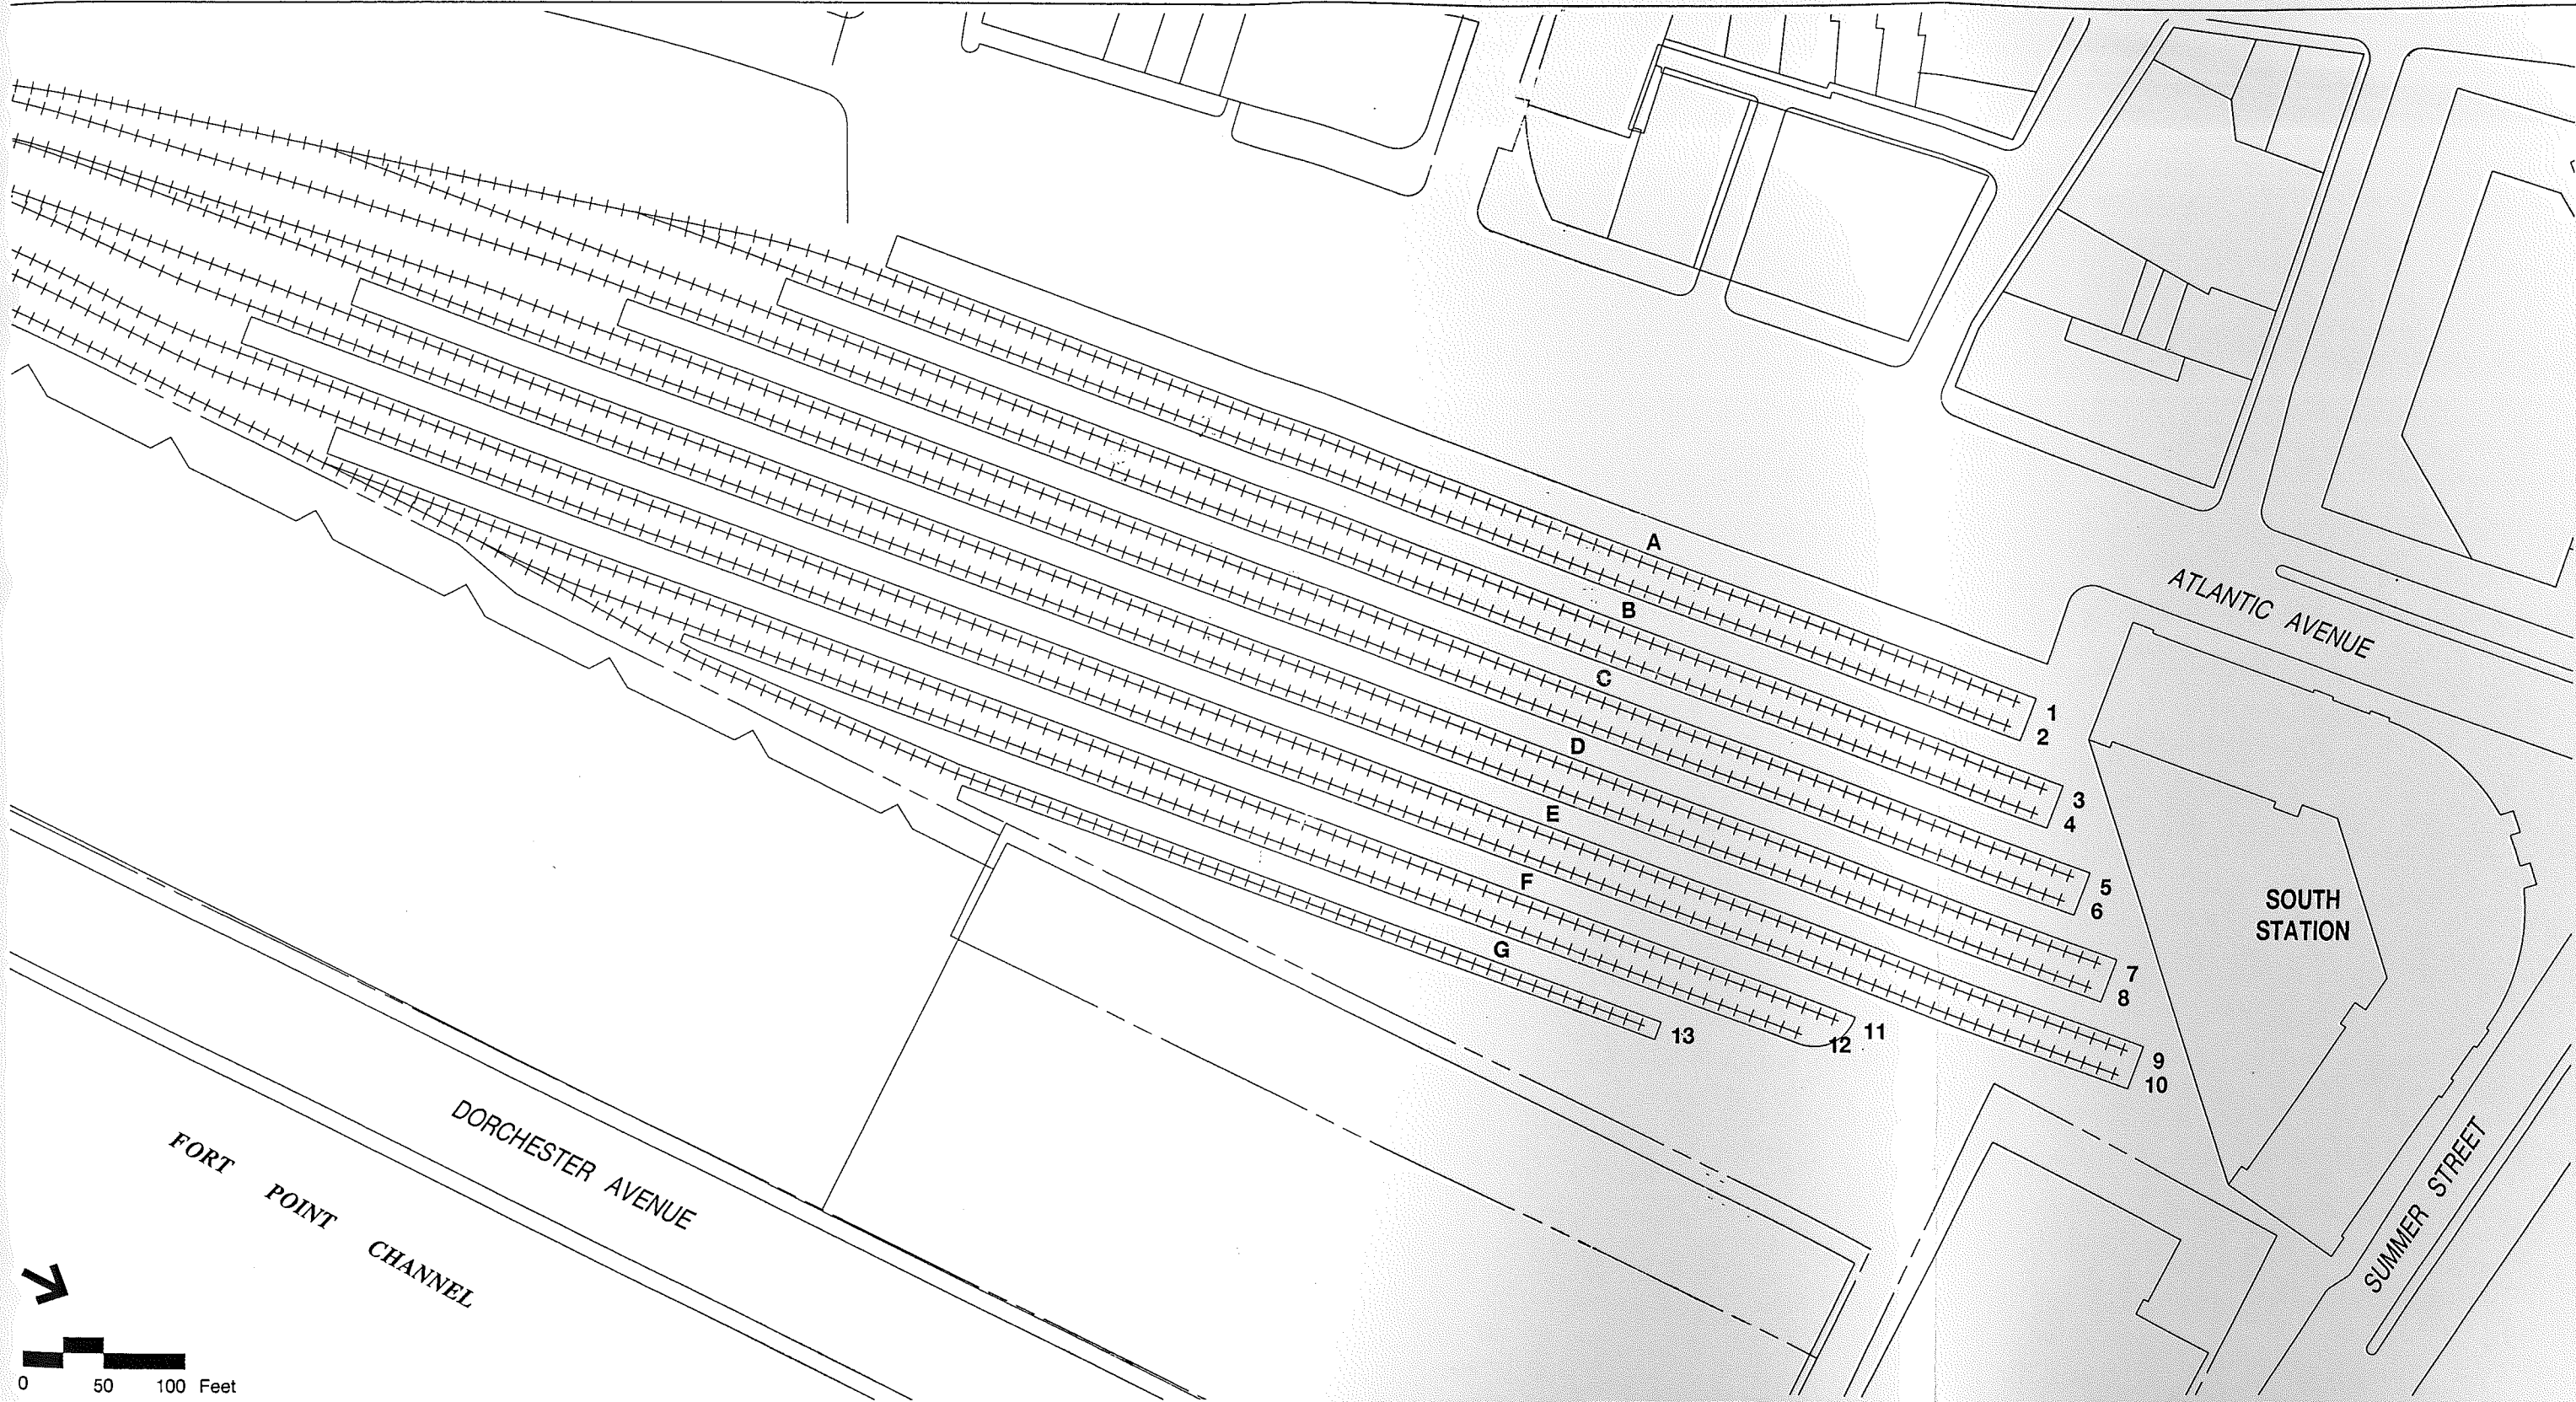 A
B
C
D
E
F
G
1
2
3
4
5
6
7
8
9
10
11
12
13
ATLANTIC AVENUE
SOUTH
STATION
SUMMER STREET
DORCHESTER AVENUE
FORT POINT CHANNEL
0 50 100 Feet